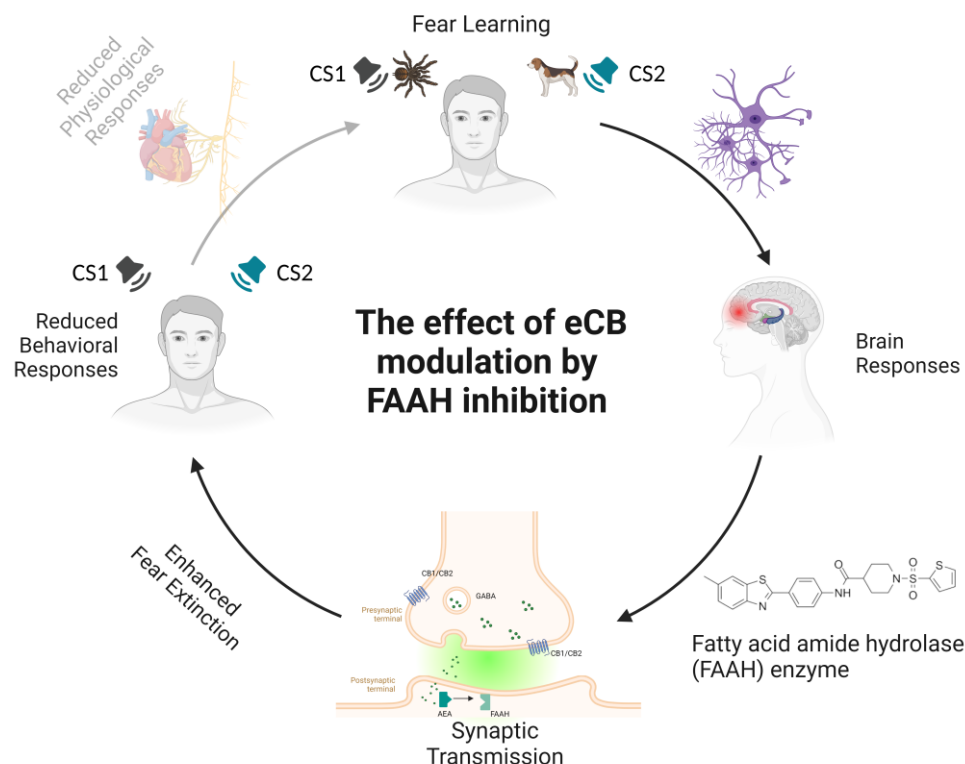 Fear Learning
CS1
CS2
Reduced
Physiological
Responses
CS1
CS2
Reduced
Behavioral
Responses
The effect of eCB
modulation by
FAAH inhibition
Brain
Responses
Enhanced
Fear Extinction
CB1/CB2
GABA
Presynaptic
terminal
CB1/CB2
Postsynaptic
terminal
AEA
FAAH
Synaptic
Transmission
S
N
O
NH
N
S
O
O
S
Fatty acid amide hydrolase
(FAAH) enzyme